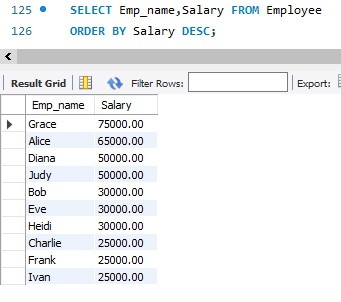 125 SELECT Emp_name,Salary FROM Employee
126 ORDER BY Salary DESC;
Result Grid Filter Rows: Export:
Emp_name Salary
Grace 75000.00
Alice 65000.00
Diana 50000.00
Judy 50000.00
Bob 30000.00
Eve 30000.00
Heidi 30000.00
Charlie 25000.00
Frank 25000.00
Ivan 25000.00